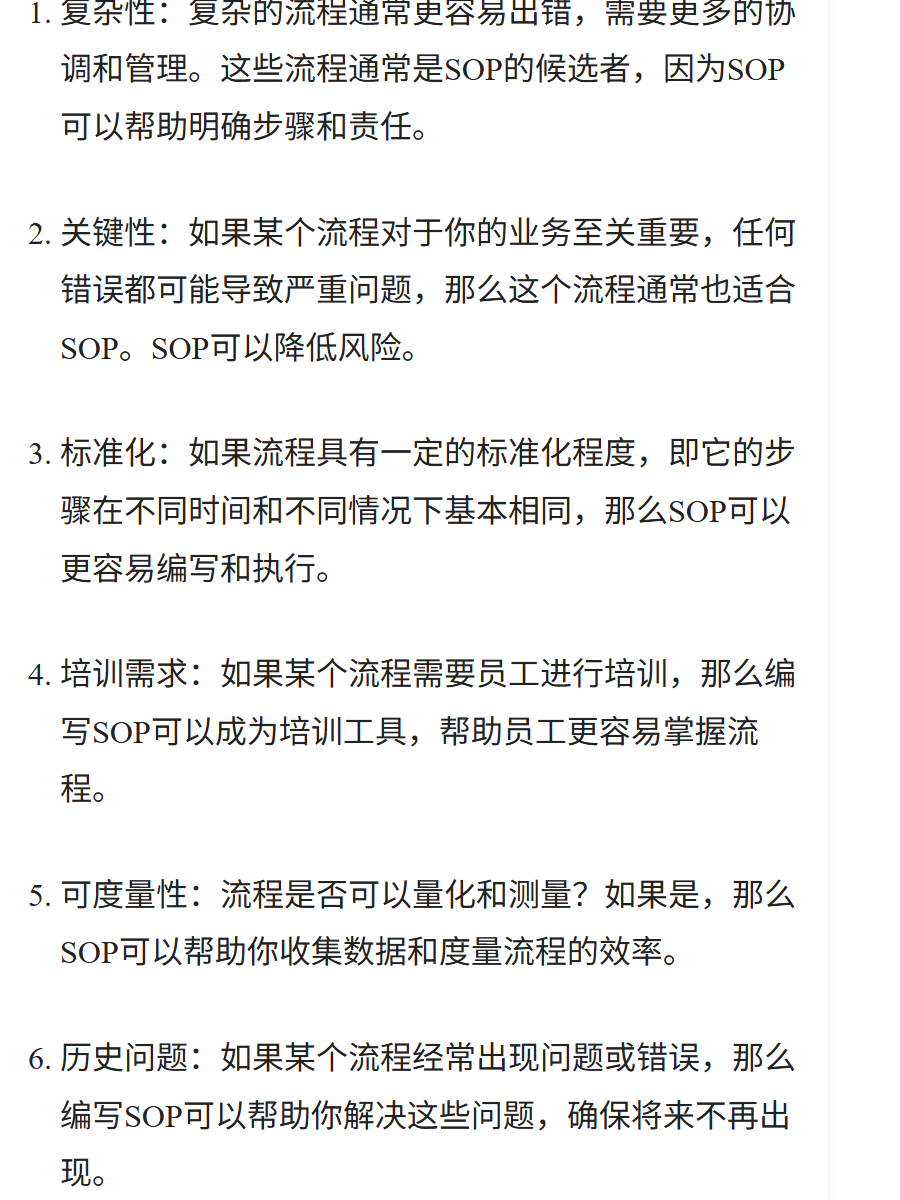 1. 复杂性：复杂的流程通常更容易出错，需要更多的协
调和管理。这些流程通常是SOP的候选者，因为SOP
可以帮助明确步骤和责任。
2. 关键性：如果某个流程对于你的业务至关重要，任何
错误都可能导致严重问题，那么这个流程通常也适合
SOP。SOP可以降低风险。
3. 标准化：如果流程具有一定的标准化程度，即它的步
骤在不同时间和不同情况下基本相同，那么SOP可以
更容易编写和执行。
4. 培训需求：如果某个流程需要员工进行培训，那么编
写SOP可以成为培训工具，帮助员工更容易掌握流
程。
5. 可度量性：流程是否可以量化和测量？如果是，那么
SOP可以帮助你收集数据和度量流程的效率。
6. 历史问题：如果某个流程经常出现问题或错误，那么
编写SOP可以帮助你解决这些问题，确保将来不再出
现。